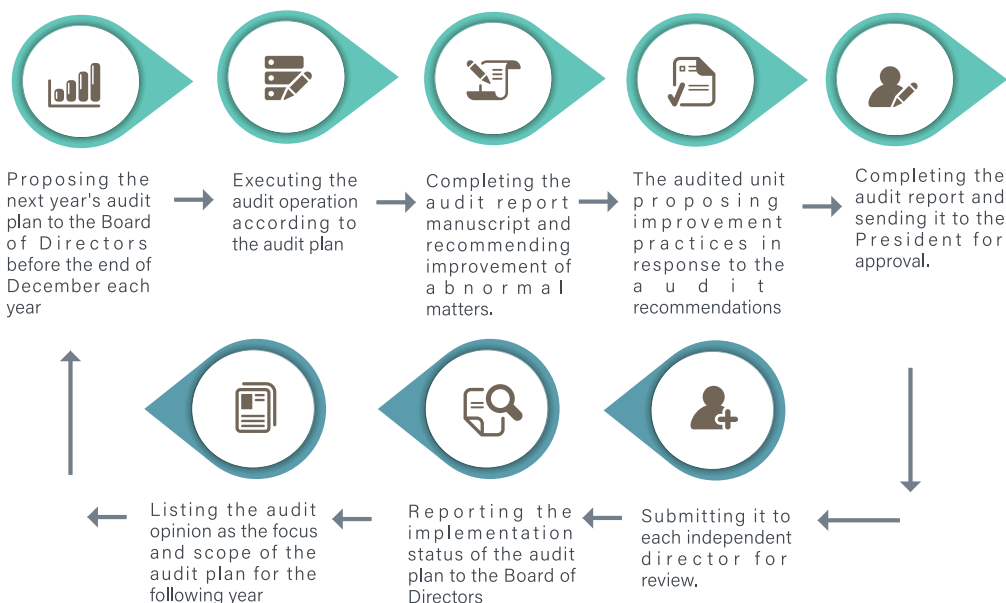 Proposing the
next year's audit
plan to the Board
of Directors
before the end of
December each
year
Executing the
audit operation
according to
the audit plan
Completing the
audit report
manuscript and
recommending
improvement of
abnormal
matters.
The audited unit
proposing
improvement
practices in
response to the
audit
recommendations
Completing the
audit report and
sending it to the
President for
approval.
Submitting it to
each independent
director for
review.
Reporting the
implementation
status of the audit
plan to the Board of
Directors
Listing the audit
opinion as the focus
and scope of the
audit plan for the
following year